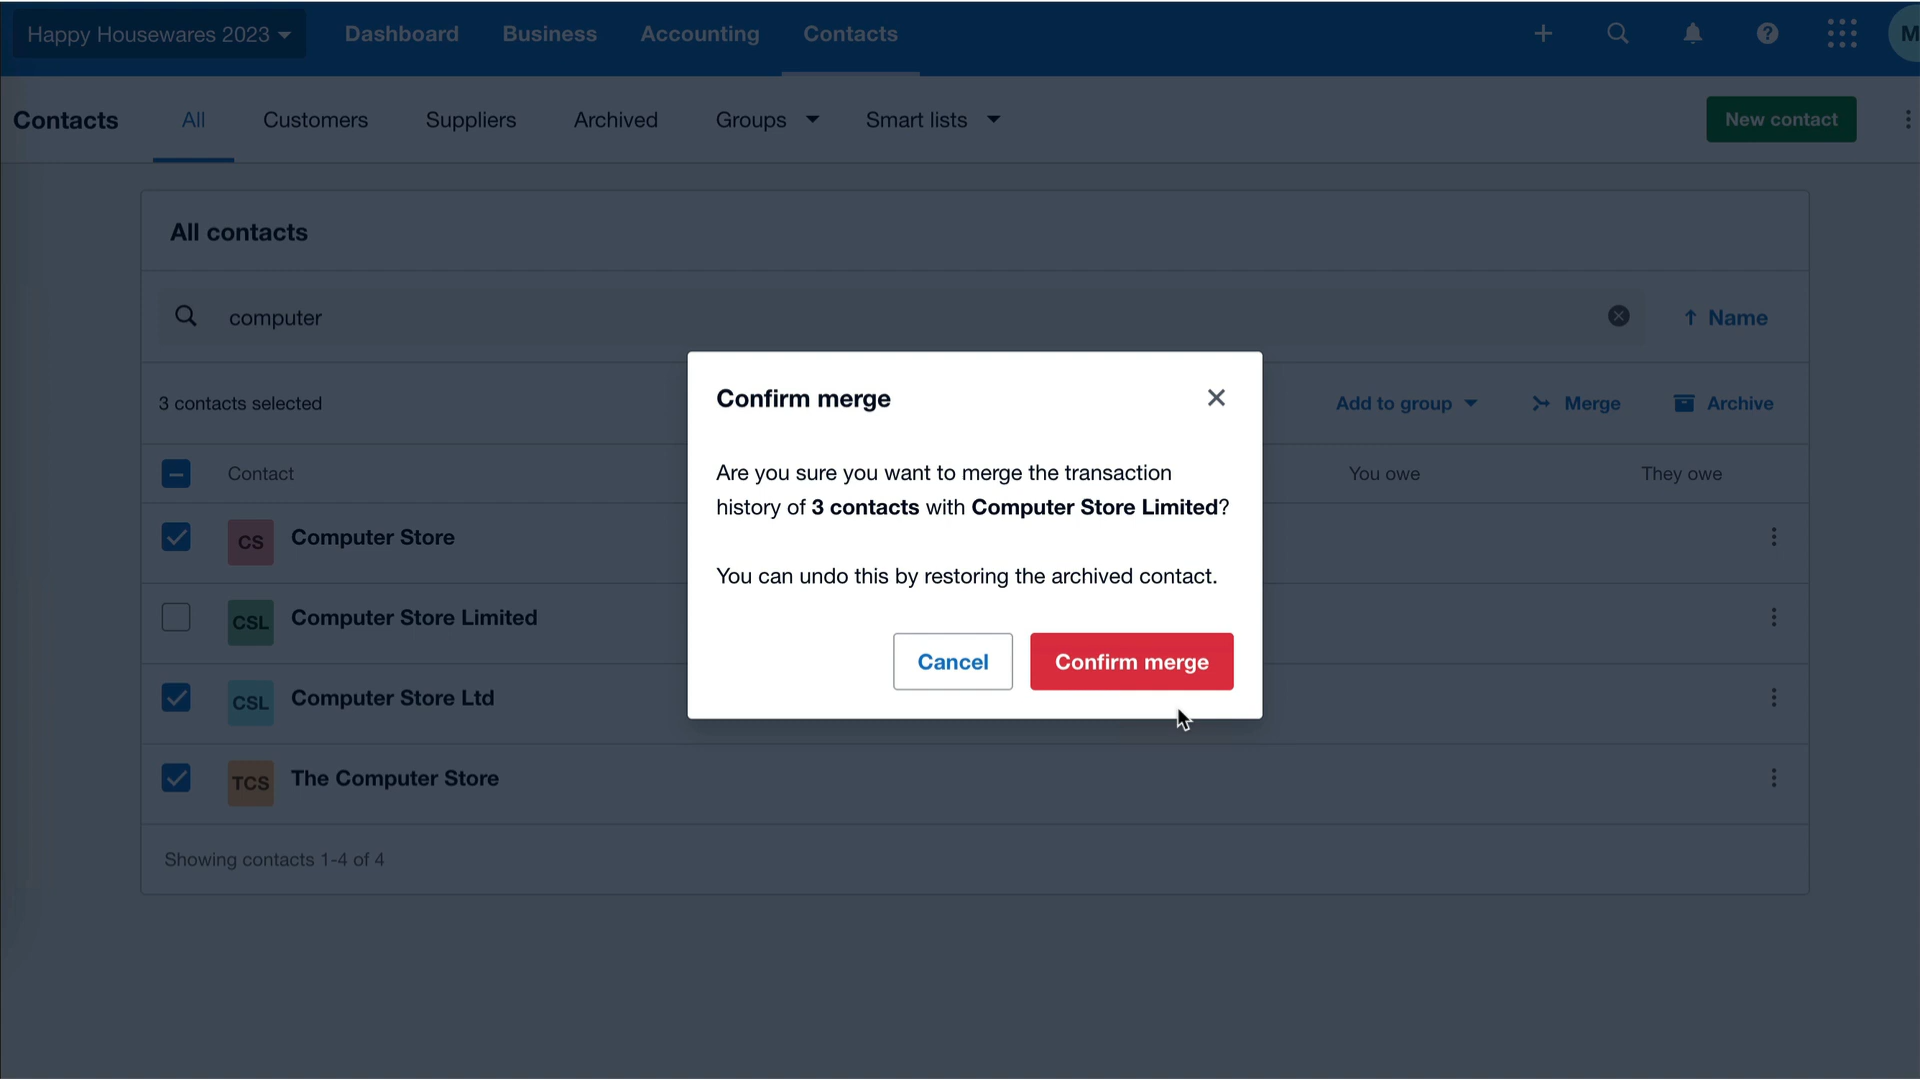 Happy Housewares 2023 Dashboard Business Accounting Contacts M
Contacts All Customers Suppliers Archived Groups Smart lists New contact
All contacts
computer Name
3 contacts selected Add to group Merge Archive
Contact You owe They owe
CS Computer Store
CSL Computer Store Limited
CSL Computer Store Ltd
TCS The Computer Store
Showing contacts 1-4 of 4
Confirm merge
Are you sure you want to merge the transaction
history of 3 contacts with Computer Store Limited?
You can undo this by restoring the archived contact.
Cancel Confirm merge